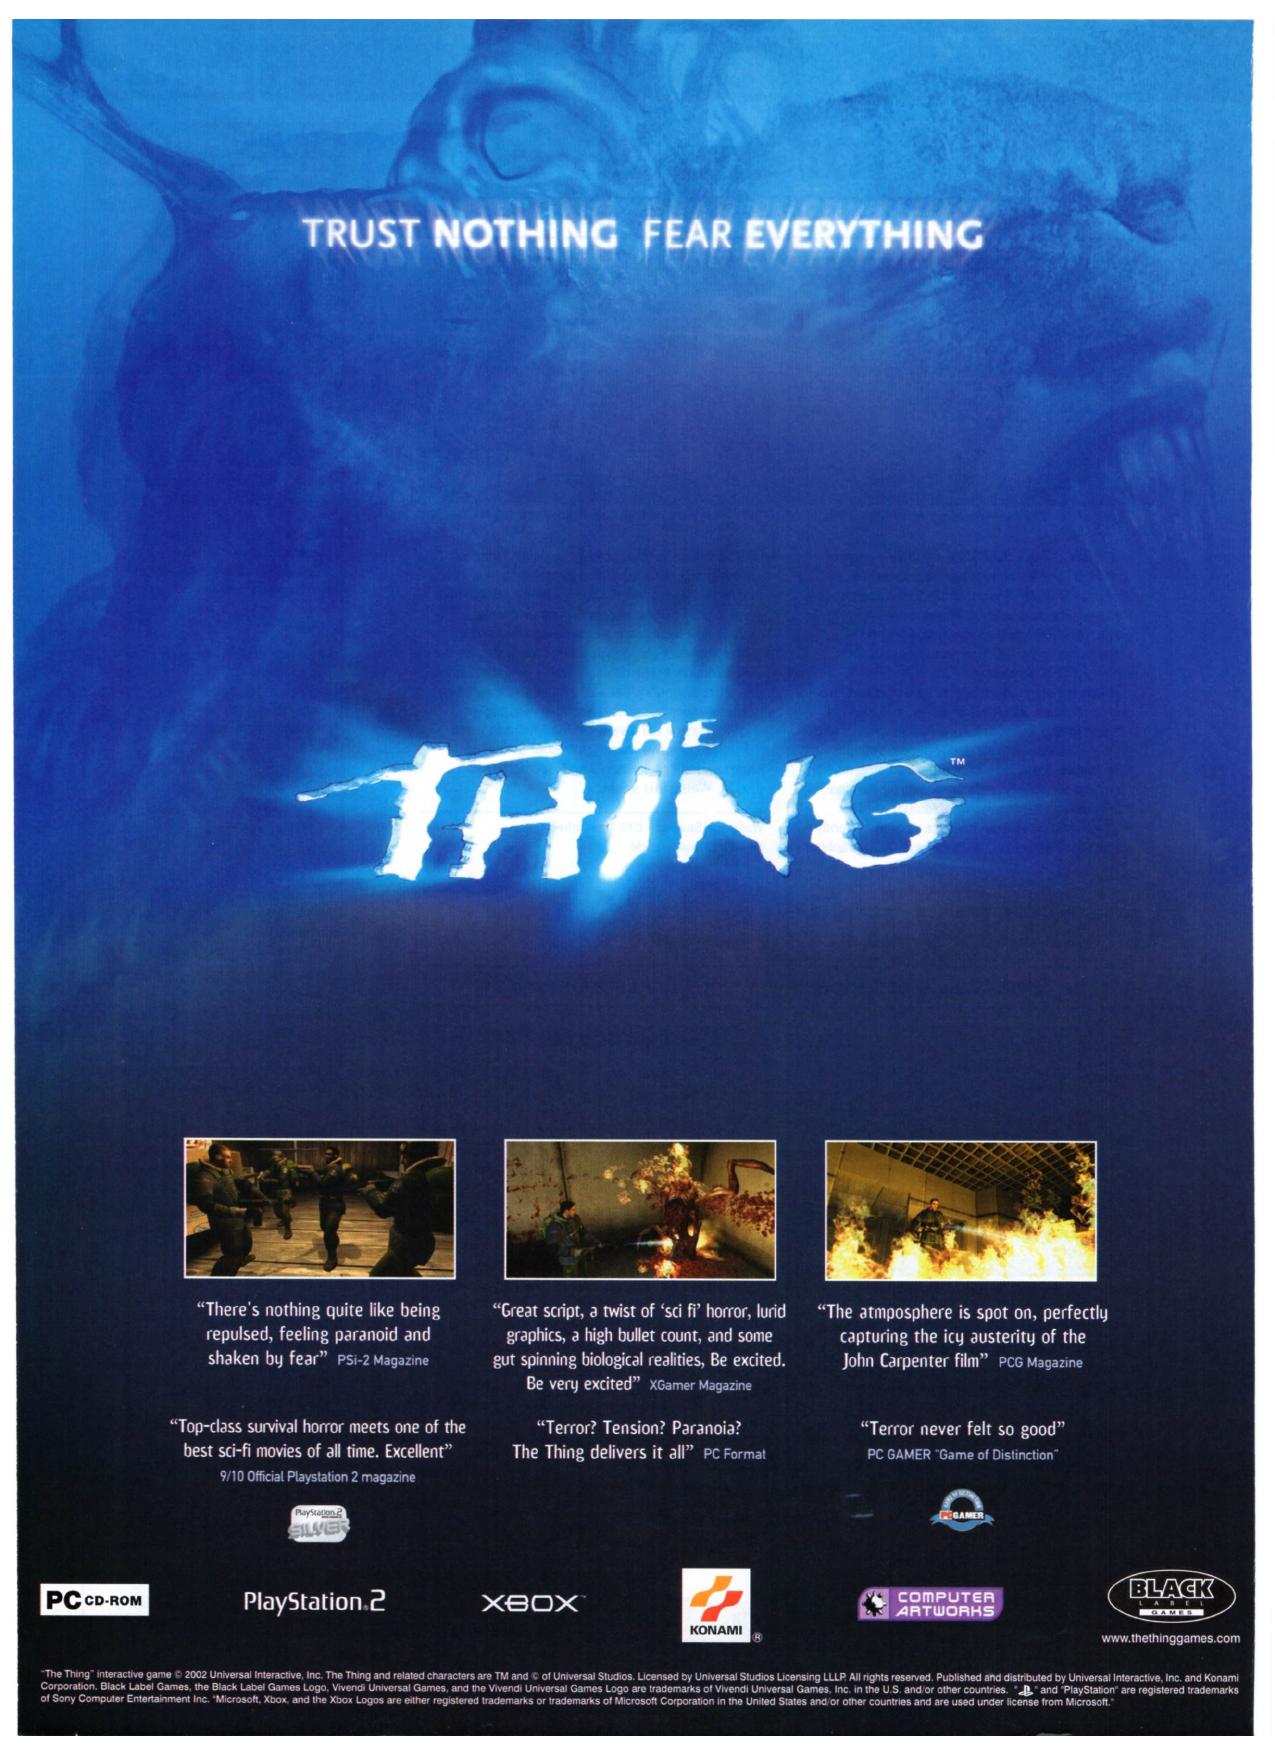 TRUST NOTHING FEAR EVERYTHING
THE
THING™
“There's nothing quite like being
repulsed, feeling paranoid and
shaken by fear” PSi-2 Magazine
“Great script, a twist of ‘sci fi’ horror, lurid
graphics, a high bullet count, and some
gut spinning biological realities, Be excited.
Be very excited” XGamer Magazine
“The atmposphere is spot on, perfectly
capturing the icy austerity of the
John Carpenter film” PCG Magazine
“Top-class survival horror meets one of the
best sci-fi movies of all time. Excellent”
9/10 Official Playstation 2 magazine
“Terror? Tension? Paranoia?
The Thing delivers it all” PC Format
“Terror never felt so good”
PC GAMER “Game of Distinction”
PlayStation.2
SILVER
GAME OF DISTINCTION
PC GAMER
PC CD-ROM
PlayStation.2
XBOX™
KONAMI®
COMPUTER
ARTWORKS
BLACK
LABEL
GAMES
www.thethinggames.com
"The Thing" interactive game © 2002 Universal Interactive, Inc. The Thing and related characters are TM and © of Universal Studios. Licensed by Universal Studios Licensing LLLP. All rights reserved. Published and distributed by Universal Interactive, Inc. and Konami
Corporation. Black Label Games, the Black Label Games Logo, Vivendi Universal Games, and the Vivendi Universal Games Logo are trademarks of Vivendi Universal Games, Inc. in the U.S. and/or other countries. " " and "PlayStation" are registered trademarks
of Sony Computer Entertainment Inc. "Microsoft, Xbox, and the Xbox Logos are either registered trademarks or trademarks of Microsoft Corporation in the United States and/or other countries and are used under license from Microsoft."